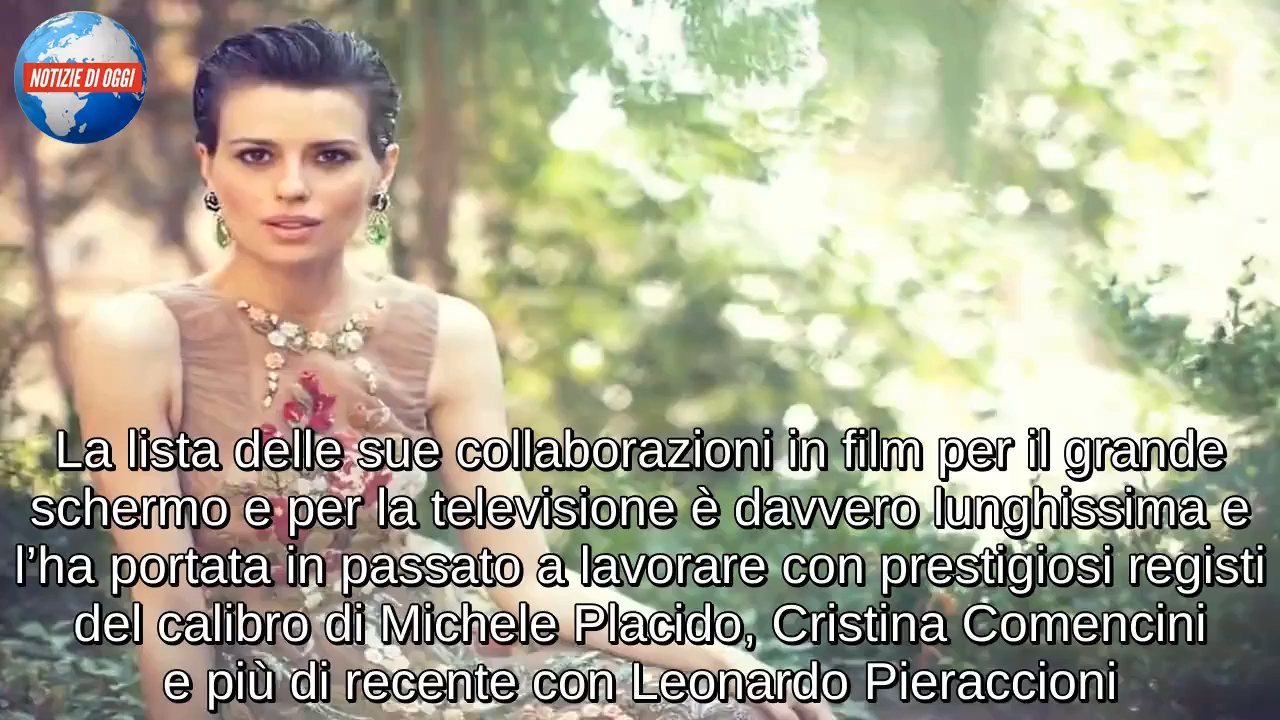 NOTIZIE DI OGGI
La lista delle sue collaborazioni in film per il grande
schermo e per la televisione è davvero lunghissima e
l’ha portata in passato a lavorare con prestigiosi registi
del calibro di Michele Placido, Cristina Comencini
e più di recente con Leonardo Pieraccioni